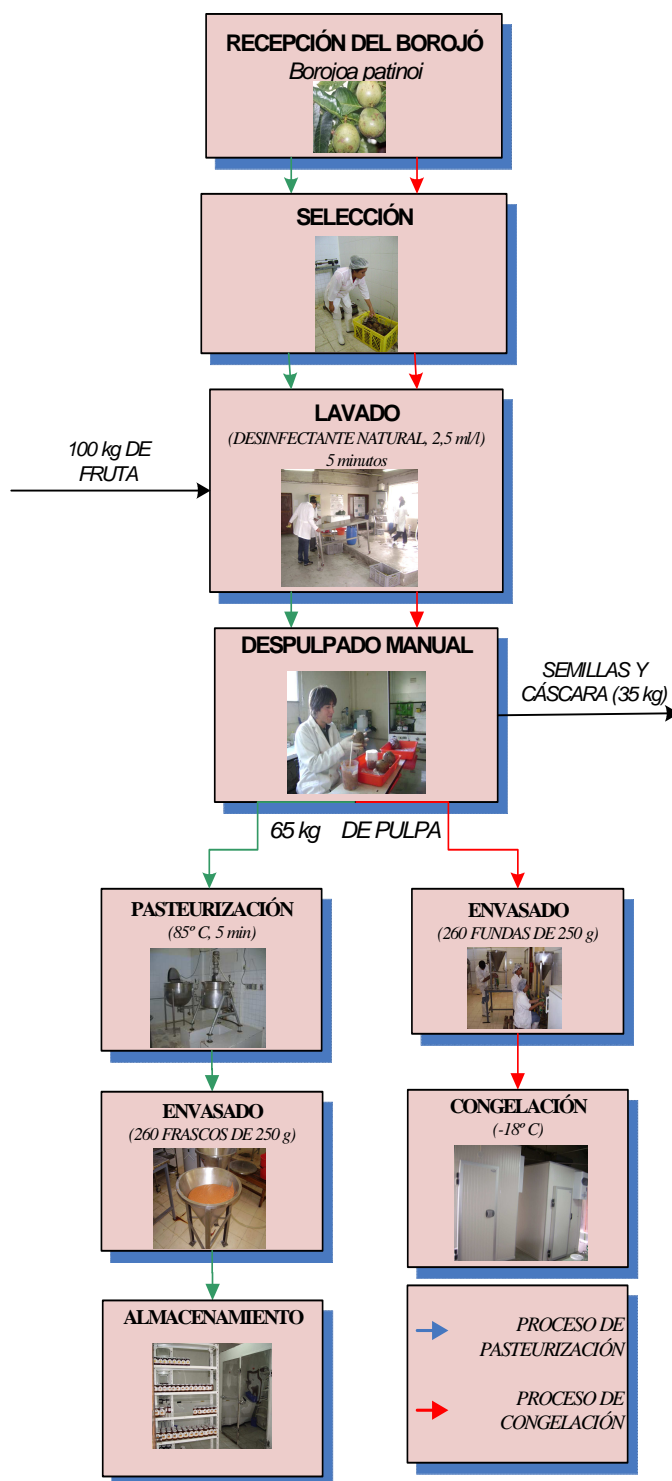 RECEPCIÓN DEL BOROJÓ
Borojoa patinoi
SELECCIÓN
LAVADO
(DESINFECTANTE NATURAL, 2,5 ml/l)
5 minutos
100 kg DE
FRUTA
DESPULPADO MANUAL
SEMILLAS Y
CÁSCARA (35 kg)
65 kg DE PULPA
PASTEURIZACIÓN
(85º C, 5 min)
ENVASADO
(260 FUNDAS DE 250 g)
ENVASADO
(260 FRASCOS DE 250 g)
CONGELACIÓN
(-18º C)
ALMACENAMIENTO
PROCESO DE
PASTEURIZACIÓN
PROCESO DE
CONGELACIÓN